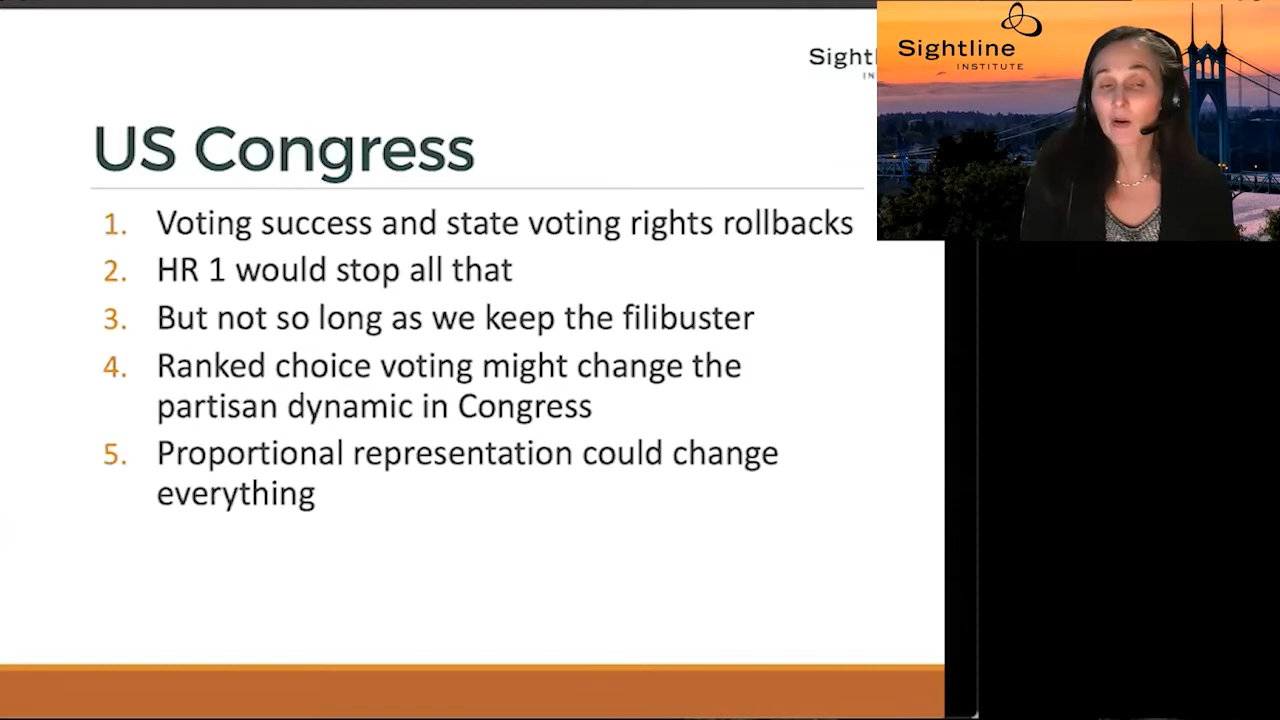 Sightline
INSTITUTE
US Congress
1. Voting success and state voting rights rollbacks
2. HR 1 would stop all that
3. But not so long as we keep the filibuster
4. Ranked choice voting might change the
partisan dynamic in Congress
5. Proportional representation could change
everything